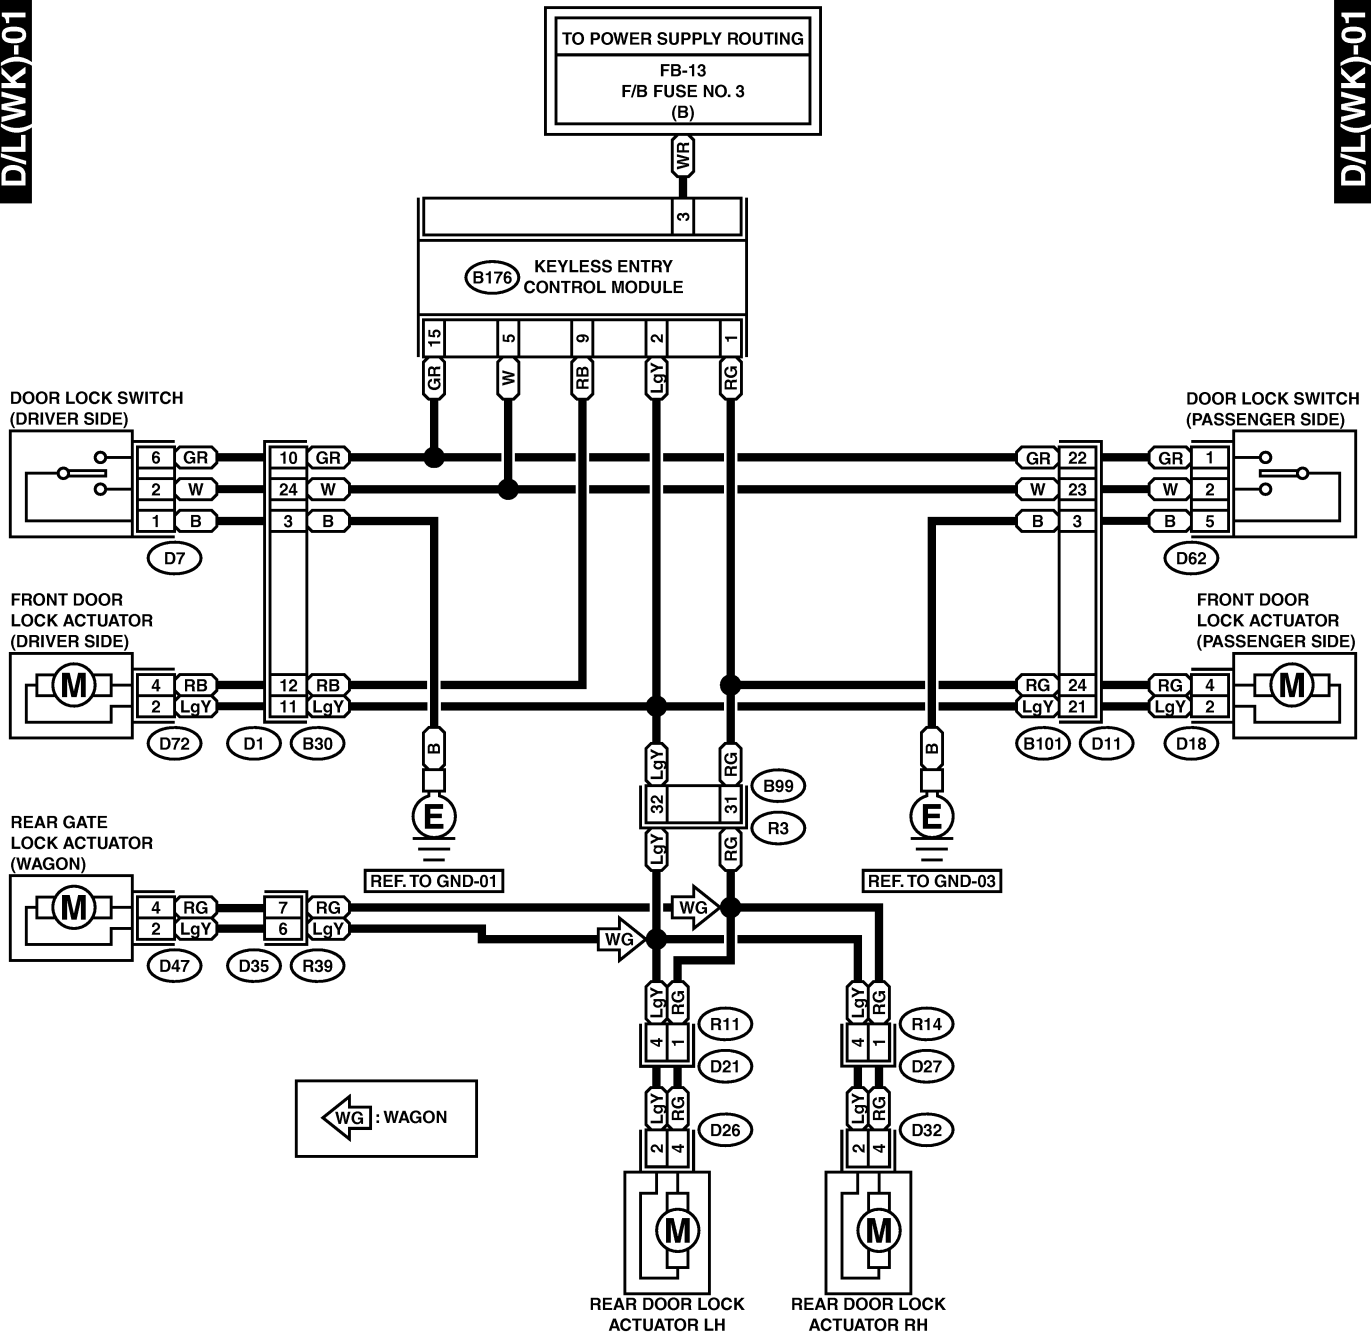 D/L(WK)-01
D/L(WK)-01
TO POWER SUPPLY ROUTING
FB-13
F/B FUSE NO. 3
(B)
WR
3
B176
KEYLESS ENTRY
CONTROL MODULE
15 5 9 2 1
GR W RB LgY RG
DOOR LOCK SWITCH
(DRIVER SIDE)
6 GR 10 GR
2 W 24 W
1 B 3 B
D7
DOOR LOCK SWITCH
(PASSENGER SIDE)
GR 22 GR 1
W 23 W 2
B 3 B 5
D62
FRONT DOOR
LOCK ACTUATOR
(DRIVER SIDE)
M 4 RB 12 RB
2 LgY 11 LgY
D72 D1 B30
FRONT DOOR
LOCK ACTUATOR
(PASSENGER SIDE)
RG 24 RG 4 M
LgY 21 LgY 2
B101 D11 D18
B
E
REF. TO GND-01
LgY RG
32 31
B99
R3
LgY RG
B
E
REF. TO GND-03
REAR GATE
LOCK ACTUATOR
(WAGON)
M 4 RG 7 RG
2 LgY 6 LgY
D47 D35 R39
WG
WG
LgY RG
R11
4 1
D21
LgY RG
D26
2 4
M
REAR DOOR LOCK
ACTUATOR LH
LgY RG
R14
4 1
D27
LgY RG
D32
2 4
M
REAR DOOR LOCK
ACTUATOR RH
WG : WAGON